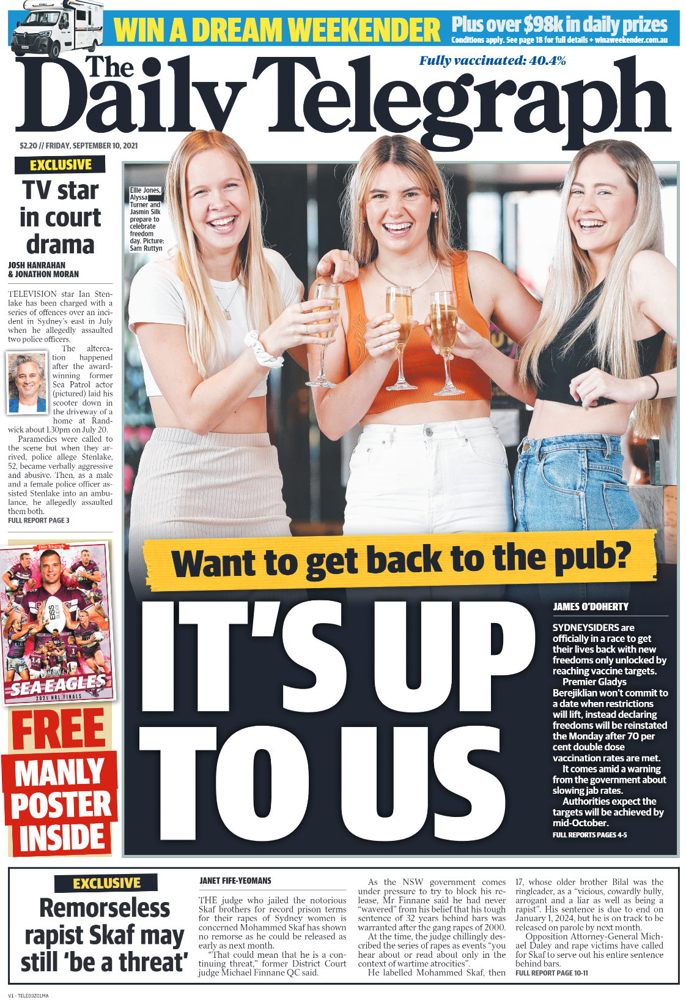 WIN A DREAM WEEKENDER
Plus over $98k in daily prizes
Conditions apply. See page 18 for full details + winaweekender.com.au
Fully vaccinated: 40.4%
The
Daily Telegraph
$2.20 // FRIDAY, SEPTEMBER 10, 2021
EXCLUSIVE
TV star
in court
drama
JOSH HANRAHAN
& JONATHON MORAN
TELEVISION star Ian Sten-
lake has been charged with a
series of offences over an inci-
dent in Sydney's east in July
when he allegedly assaulted
two police officers.
The alterca-
tion happened
after the award-
winning former
Sea Patrol actor
(pictured) laid his
scooter down in
the driveway of a
home at Rand-
wick about 1.30pm on July 20.
Paramedics were called to
the scene but when they ar-
rived, police allege Stenlake,
52, became verbally aggressive
and abusive. Then, as a male
and a female police officer as-
sisted Stenlake into an ambu-
lance, he allegedly assaulted
them both.
FULL REPORT PAGE 3
Daily Telegraph
EISS
super
14
1
MANLY
SEA EAGLES
2021 NRL FINALS
FREE
MANLY
POSTER
INSIDE
Ellie Jones,
Alyssa
Turner and
Jasmin Silk
prepare to
celebrate
freedom
day. Picture:
Sam Ruttyn
Want to get back to the pub?
IT'S UP
TO US
JAMES O'DOHERTY
SYDNEYSIDERS are
officially in a race to get
their lives back with new
freedoms only unlocked by
reaching vaccine targets.
Premier Gladys
Berejiklian won't commit to
a date when restrictions
will lift, instead declaring
freedoms will be reinstated
the Monday after 70 per
cent double dose
vaccination rates are met.
It comes amid a warning
from the government about
slowing jab rates.
Authorities expect the
targets will be achieved by
mid-October.
FULL REPORTS PAGES 4-5
EXCLUSIVE
Remorseless
rapist Skaf may
still 'be a threat'
JANET FIFE-YEOMANS
THE judge who jailed the notorious
Skaf brothers for record prison terms
for their rapes of Sydney women is
concerned Mohammed Skaf has shown
no remorse as he could be released as
early as next month.
"That could mean that he is a con-
tinuing threat," former District Court
judge Michael Finnane QC said.
As the NSW government comes
under pressure to try to block his re-
lease, Mr Finnane said he had never
"wavered" from his belief that his tough
sentence of 32 years behind bars was
warranted after the gang rapes of 2000.
At the time, the judge chillingly des-
cribed the series of rapes as events "you
hear about or read about only in the
context of wartime atrocities".
He labelled Mohammed Skaf, then
17, whose older brother Bilal was the
ringleader, as a "vicious, cowardly bully,
arrogant and a liar as well as being a
rapist". His sentence is due to end on
January 1, 2024, but he is on track to be
released on parole by next month.
Opposition Attorney-General Mich-
ael Daley and rape victims have called
for Skaf to serve out his entire sentence
behind bars.
FULL REPORT PAGE 10-11
V1 - TELE03Z01MA